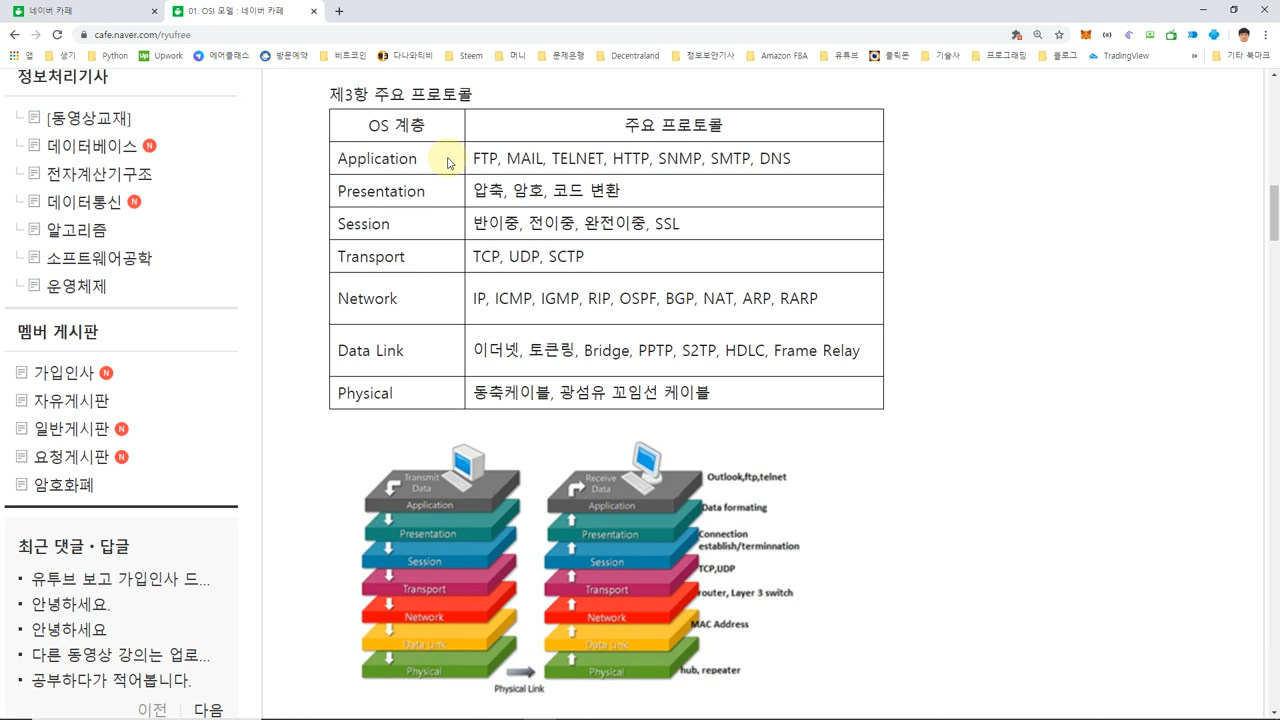 네이버 카페
01. OSI 모델 : 네이버 카페
cafe.naver.com/ryufree
앱
생기
Python
Upwork
에어클래스
방문예약
비트코인
다나와티비
Steem
머니
문제은행
Decentraland
정보보안기사
Amazon FBA
유튜브
클릭몬
기술사
프로그래밍
블로그
TradingView
기타 북마크
정보처리기사
[동영상교재]
데이터베이스 N
전자계산기구조
데이터통신 N
알고리즘
소프트웨어공학
운영체제
멤버 게시판
가입인사 N
자유게시판
일반게시판 N
요청게시판 N
암호화폐
최근 댓글 · 답글
유투브 보고 가입인사 드...
안녕하세요.
안녕하세요
다른 동영상 강의는 업로...
공부하다가 적어봅니다.
이전 다음
제3항 주요 프로토콜
OS 계층 주요 프로토콜
Application FTP, MAIL, TELNET, HTTP, SNMP, SMTP, DNS
Presentation 압축, 암호, 코드 변환
Session 반이중, 전이중, 완전이중, SSL
Transport TCP, UDP, SCTP
Network IP, ICMP, IGMP, RIP, OSPF, BGP, NAT, ARP, RARP
Data Link 이더넷, 토큰링, Bridge, PPTP, S2TP, HDLC, Frame Relay
Physical 동축케이블, 광섬유 꼬임선 케이블
Transmit
Data
Application
Presentation
Session
Transport
Network
Data Link
Physical
Physical Link
Receive
Data
Application
Presentation
Session
Transport
Network
Data Link
Physical
Outlook,ftp,telnet
Data formating
Connection
establish/terminnation
TCP,UDP
router, Layer 3 switch
MAC Address
hub, repeater